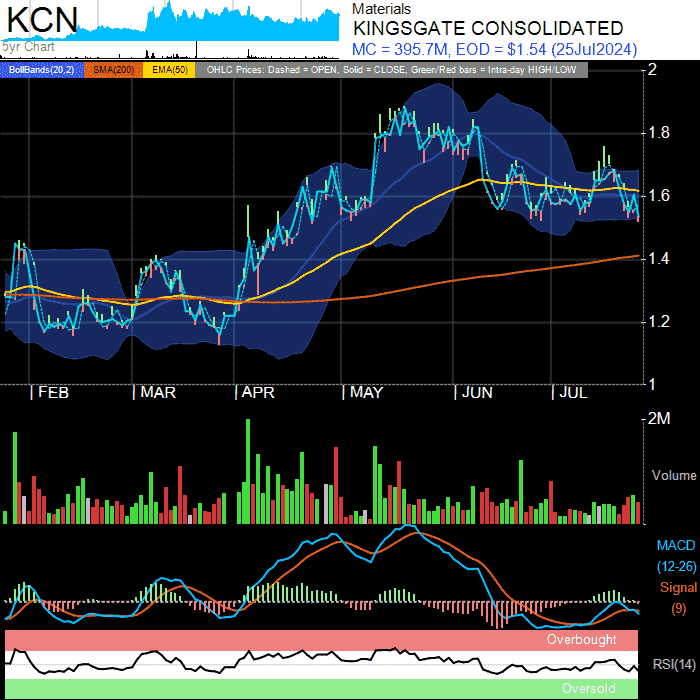 KCN
5yr Chart
Materials
KINGSGATE CONSOLIDATED
MC = 395.7M, EOD = $1.54 (25Jul2024)
BollBands(20,2) SMA(200) EMA(50) OHLC Prices: Dashed = OPEN, Solid = CLOSE, Green/Red bars = Intra-day HIGH/LOW
2
1.8
1.6
1.4
1.2
1
FEB MAR APR MAY JUN JUL
2M
Volume
MACD
(12-26)
Signal
(9)
Overbought
RSI(14)
Oversold